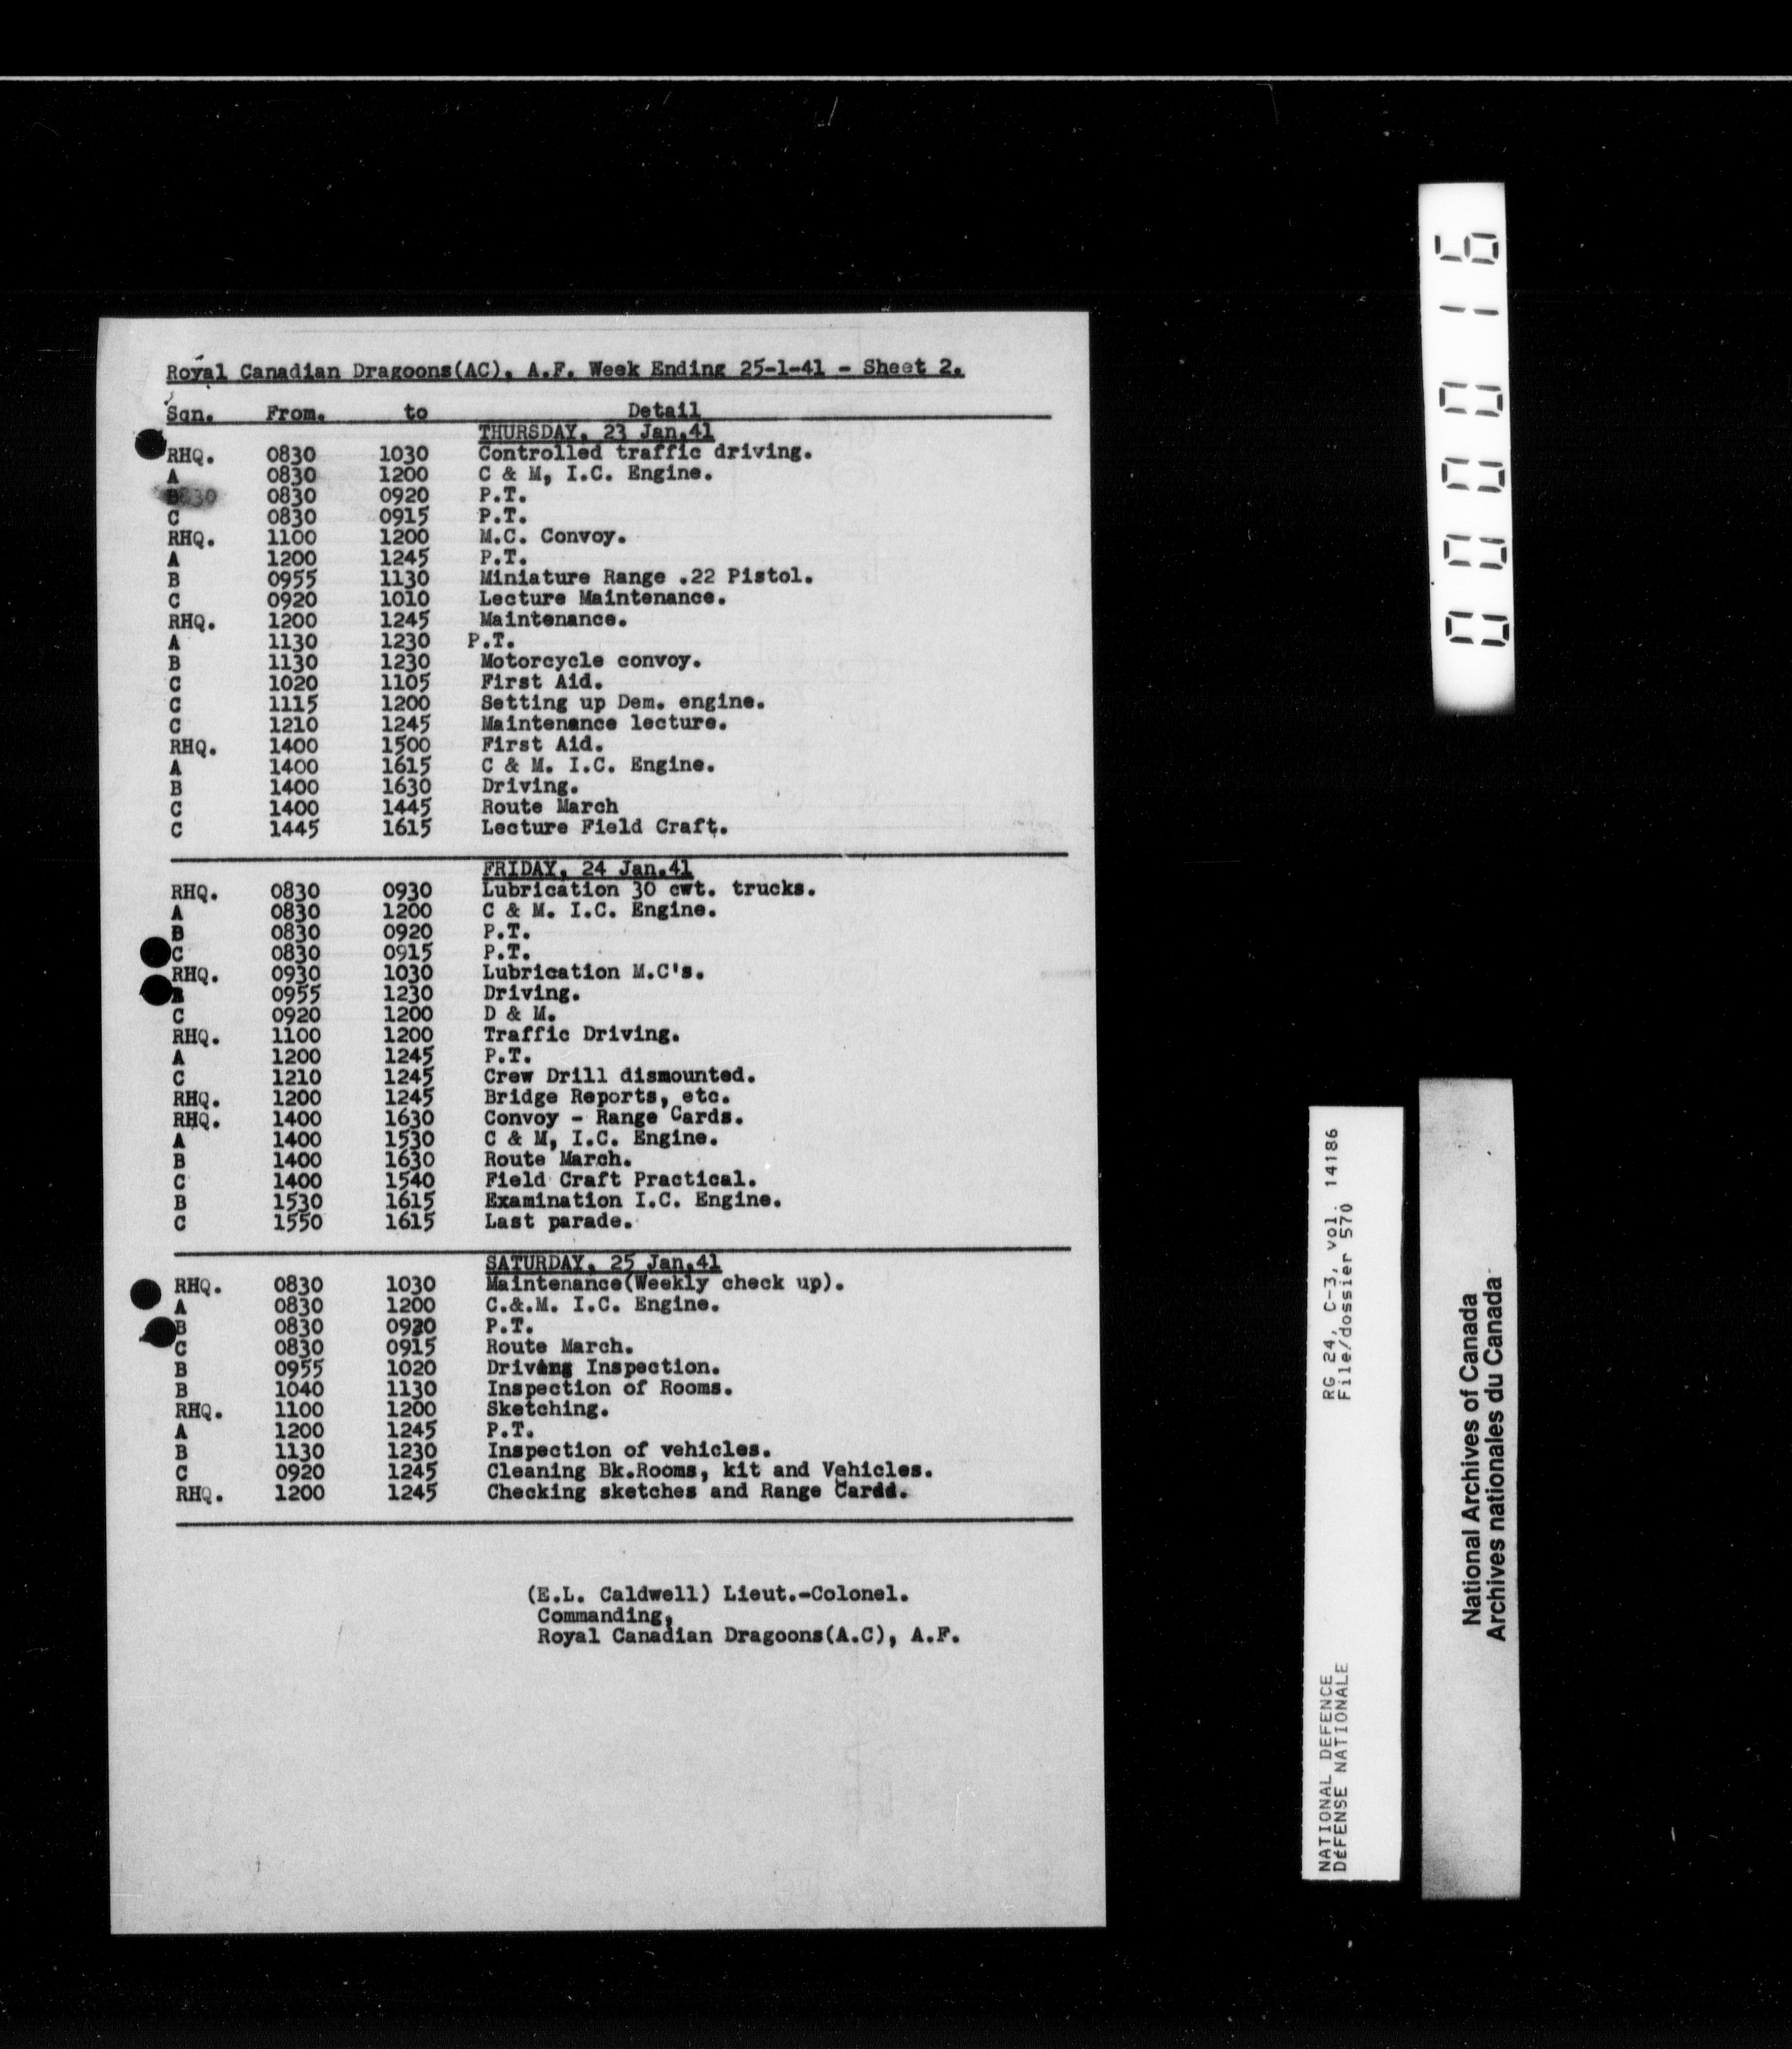 Royal Canadian Dragoons(AC), A.F. Week Ending 25-1-41 - Sheet 2.
Sqn. From. to Detail
THURSDAY, 23 Jan.41
RHQ. 0830 1030 Controlled traffic driving.
A 0830 1200 C & M, I.C. Engine.
B 0830 0920 P.T.
C 0830 0915 P.T.
RHQ. 1100 1200 M.C. Convoy.
A 1200 1245 P.T.
B 0955 1130 Miniature Range .22 Pistol.
C 0920 1010 Lecture Maintenance.
RHQ. 1200 1245 Maintenance.
A 1130 1230 P.T.
B 1130 1230 Motorcycle convoy.
C 1020 1105 First Aid.
C 1115 1200 Setting up Dem. engine.
C 1210 1245 Maintenance lecture.
RHQ. 1400 1500 First Aid.
A 1400 1615 C & M. I.C. Engine.
B 1400 1630 Driving.
C 1400 1445 Route March
C 1445 1615 Lecture Field Craft.
FRIDAY, 24 Jan.41
RHQ. 0830 0930 Lubrication 30 cwt. trucks.
A 0830 1200 C & M. I.C. Engine.
B 0830 0920 P.T.
C 0830 0915 P.T.
RHQ. 0930 1030 Lubrication M.C's.
0955 1230 Driving.
C 0920 1200 D & M.
RHQ. 1100 1200 Traffic Driving.
A 1200 1245 P.T.
C 1210 1245 Crew Drill dismounted.
RHQ. 1200 1245 Bridge Reports, etc.
RHQ. 1400 1630 Convoy - Range Cards.
A 1400 1530 C & M, I.C. Engine.
B 1400 1630 Route March.
C 1400 1540 Field Craft Practical.
B 1530 1615 Examination I.C. Engine.
C 1550 1615 Last parade.
SATURDAY, 25 Jan.41
RHQ. 0830 1030 Maintenance(Weekly check up).
A 0830 1200 C.&.M. I.C. Engine.
B 0830 0920 P.T.
C 0830 0915 Route March.
B 0955 1020 Driving Inspection.
B 1040 1130 Inspection of Rooms.
RHQ. 1100 1200 Sketching.
A 1200 1245 P.T.
B 1130 1230 Inspection of vehicles.
C 0920 1245 Cleaning Bk.Rooms, kit and Vehicles.
RHQ. 1200 1245 Checking sketches and Range Cards.
(E.L. Caldwell) Lieut.-Colonel.
Commanding,
Royal Canadian Dragoons(A.C), A.F.
000016
NATIONAL DEFENCE RG 24, C-3, vol. 14186
DÉFENSE NATIONALE File/dossier 570
National Archives of Canada
Archives nationales du Canada